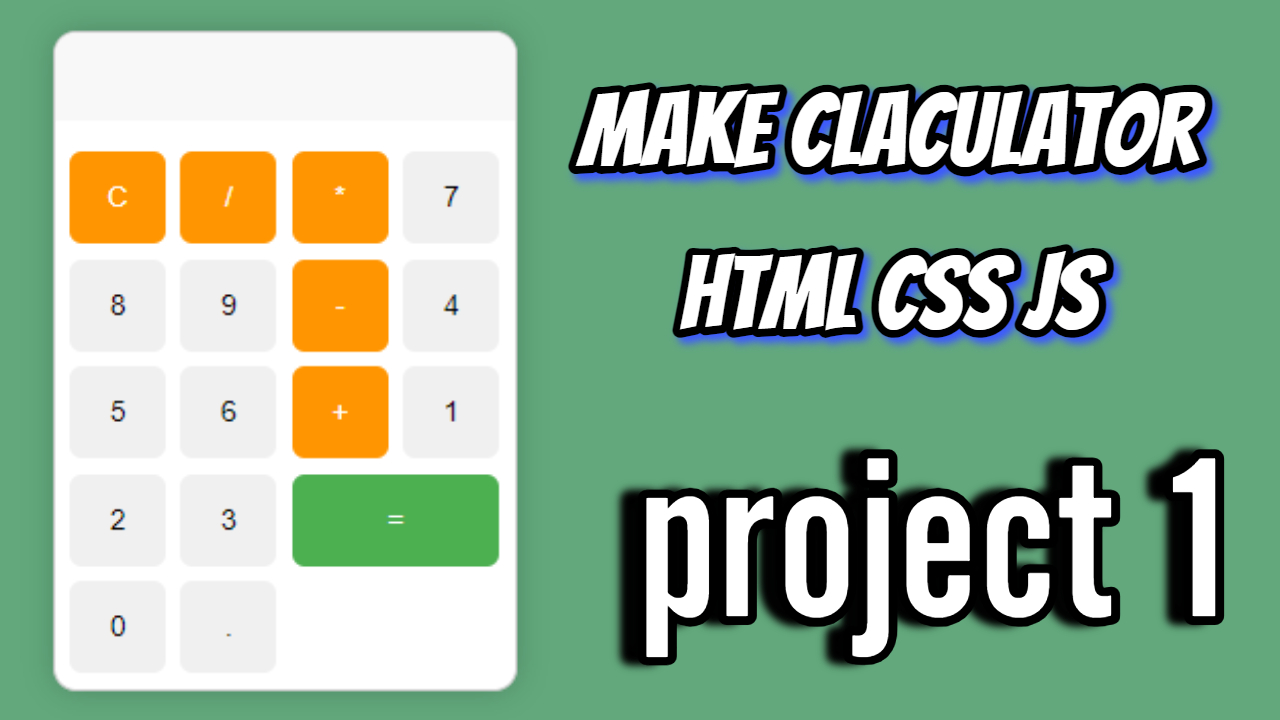 C / * 7
8 9 - 4
5 6 + 1
2 3 =
0 .
MAKE CLACULATOR
HTML CSS JS
project 1